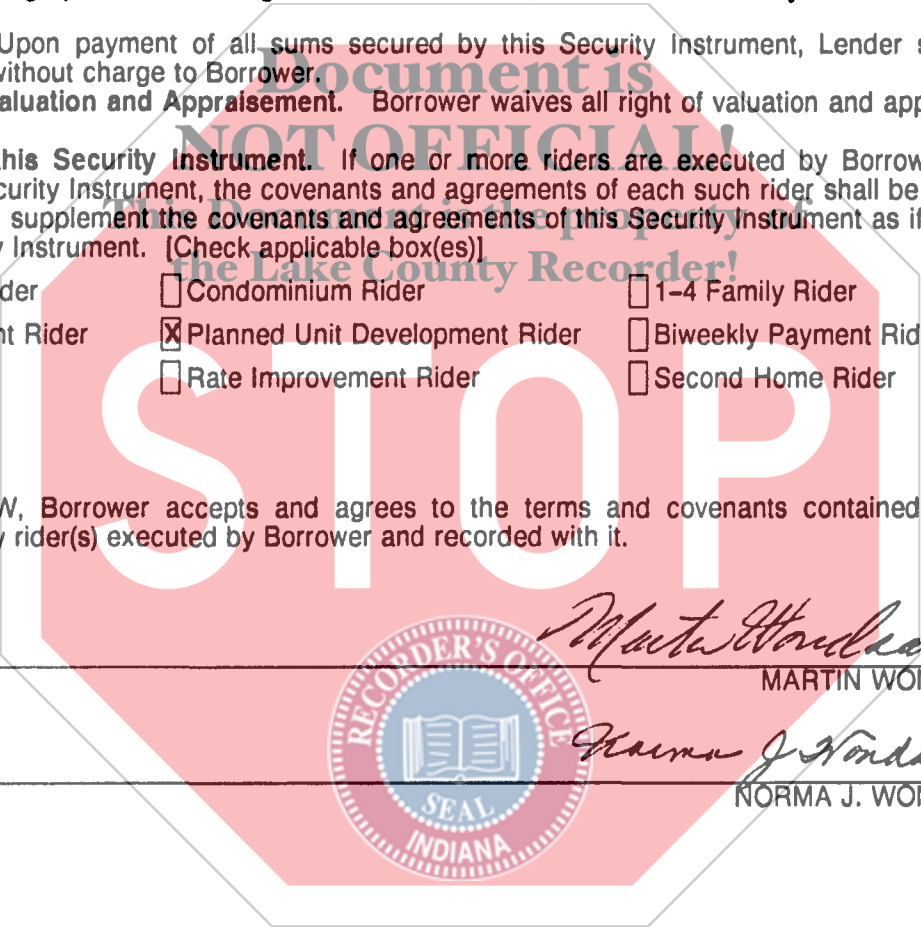 Upon payment of all sums secured by this Security Instrument, Lender
without charge to Borrower.
aluation and Appraisement. Borrower waives all right of valuation and app
his Security Instrument. If one or more riders are executed by Borrow
curity Instrument, the covenants and agreements of each such rider shall be
supplement the covenants and agreements of this Security Instrument as if
Instrument. [Check applicable box(es)]
der Condominium Rider 1-4 Family Rider
nt Rider X Planned Unit Development Rider Biweekly Payment Rid
Rate Improvement Rider Second Home Rider
W, Borrower accepts and agrees to the terms and covenants contained
rider(s) executed by Borrower and recorded with it.
MARTIN WON
NORMA J. WON
Document is
NOT OFFICIAL!
This Document is the property of
the Lake County Recorder!
STOP
RECORDER'S OFFICE
SEAL
INDIANA